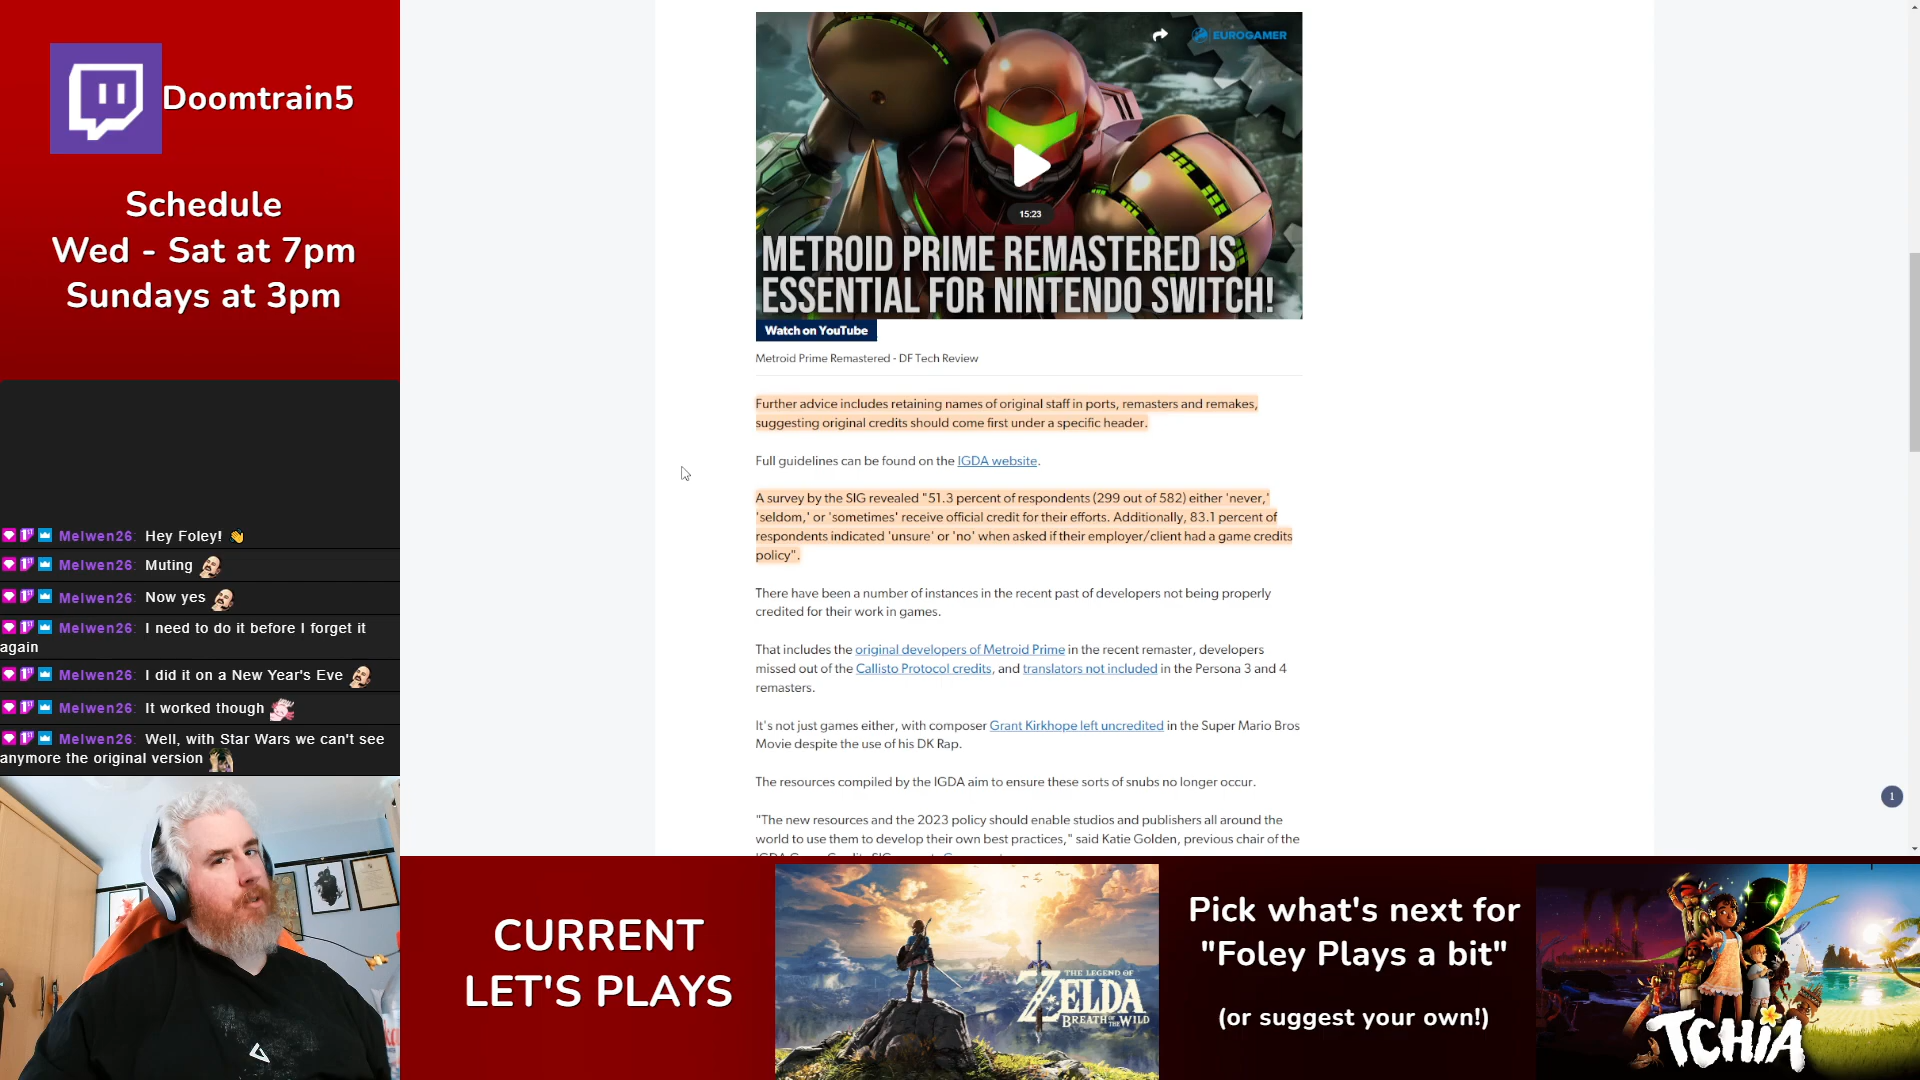 Doomtrain5
Schedule
Wed - Sat at 7pm
Sundays at 3pm
Melwen26: Hey Foley!
Melwen26: Muting
Melwen26: Now yes
Melwen26: I need to do it before I forget it
again
Melwen26: I did it on a New Year's Eve
Melwen26: It worked though
Melwen26: Well, with Star Wars we can't see
anymore the original version
EUROGAMER
15:23
METROID PRIME REMASTERED IS
ESSENTIAL FOR NINTENDO SWITCH!
Watch on YouTube
Metroid Prime Remastered - DF Tech Review
Further advice includes retaining names of original staff in ports, remasters and remakes,
suggesting original credits should come first under a specific header.
Full guidelines can be found on the IGDA website.
A survey by the SIG revealed "51.3 percent of respondents (299 out of 582) either 'never,'
'seldom,' or 'sometimes' receive official credit for their efforts. Additionally, 83.1 percent of
respondents indicated 'unsure' or 'no' when asked if their employer/client had a game credits
policy".
There have been a number of instances in the recent past of developers not being properly
credited for their work in games.
That includes the original developers of Metroid Prime in the recent remaster, developers
missed out of the Callisto Protocol credits, and translators not included in the Persona 3 and 4
remasters.
It's not just games either, with composer Grant Kirkhope left uncredited in the Super Mario Bros
Movie despite the use of his DK Rap.
The resources compiled by the IGDA aim to ensure these sorts of snubs no longer occur.
"The new resources and the 2023 policy should enable studios and publishers all around the
world to use them to develop their own best practices," said Katie Golden, previous chair of the
1
CURRENT
LET'S PLAYS
THE LEGEND OF
ZELDA
BREATH OF THE WILD
Pick what's next for
"Foley Plays a bit"
(or suggest your own!)
TCHIA